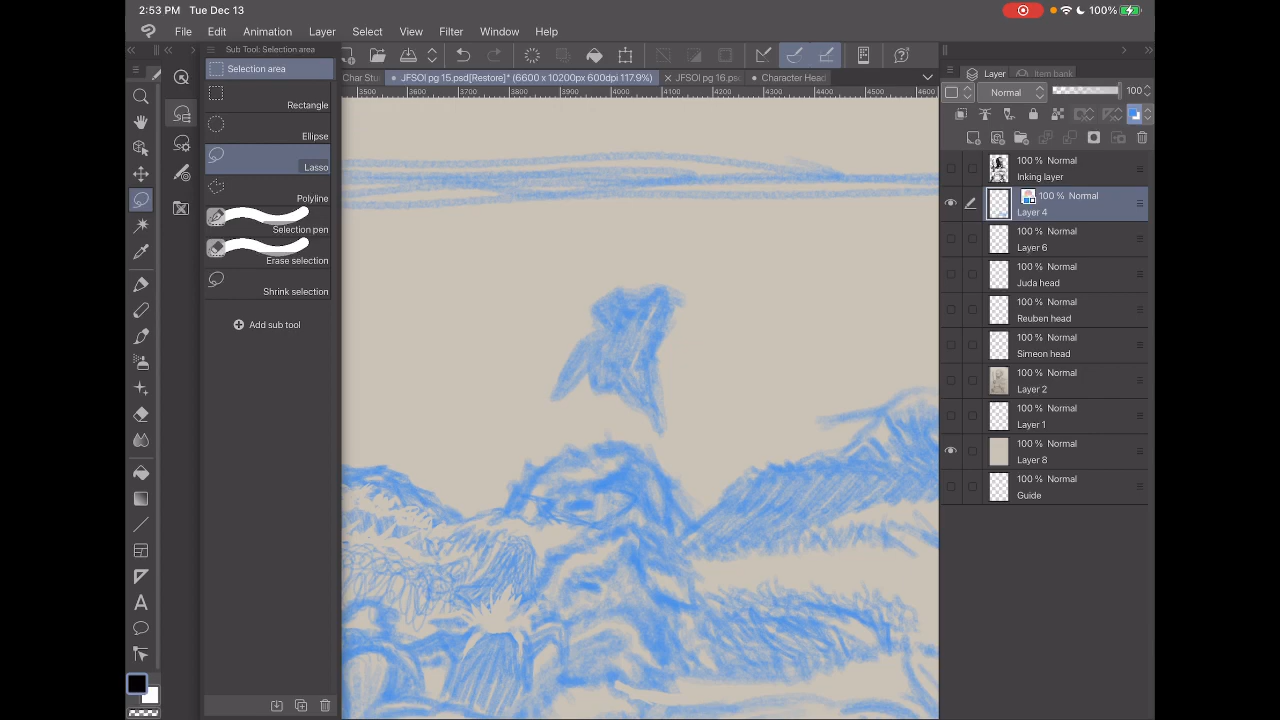 2:53 PM Tue Dec 13
100%
File Edit Animation Layer Select View Filter Window Help
Sub Tool: Selection area
Selection area
Rectangle
Ellipse
Lasso
Polyline
Selection pen
Erase selection
Shrink selection
Add sub tool
Char Stu
JFSOI pg 15.psd[Restore]* (6600 x 10200px 600dpi 117.9%)
JFSOI pg 16.psd
Character Head
3500 3600 3700 3800 3900 4000 4100 4200 4300 4400 4500 4600
Layer Item bank
Normal 100
100 % Normal
Inking layer
100 % Normal
Layer 4
100 % Normal
Layer 6
100 % Normal
Juda head
100 % Normal
Reuben head
100 % Normal
Simeon head
100 % Normal
Layer 2
100 % Normal
Layer 1
100 % Normal
Layer 8
100 % Normal
Guide